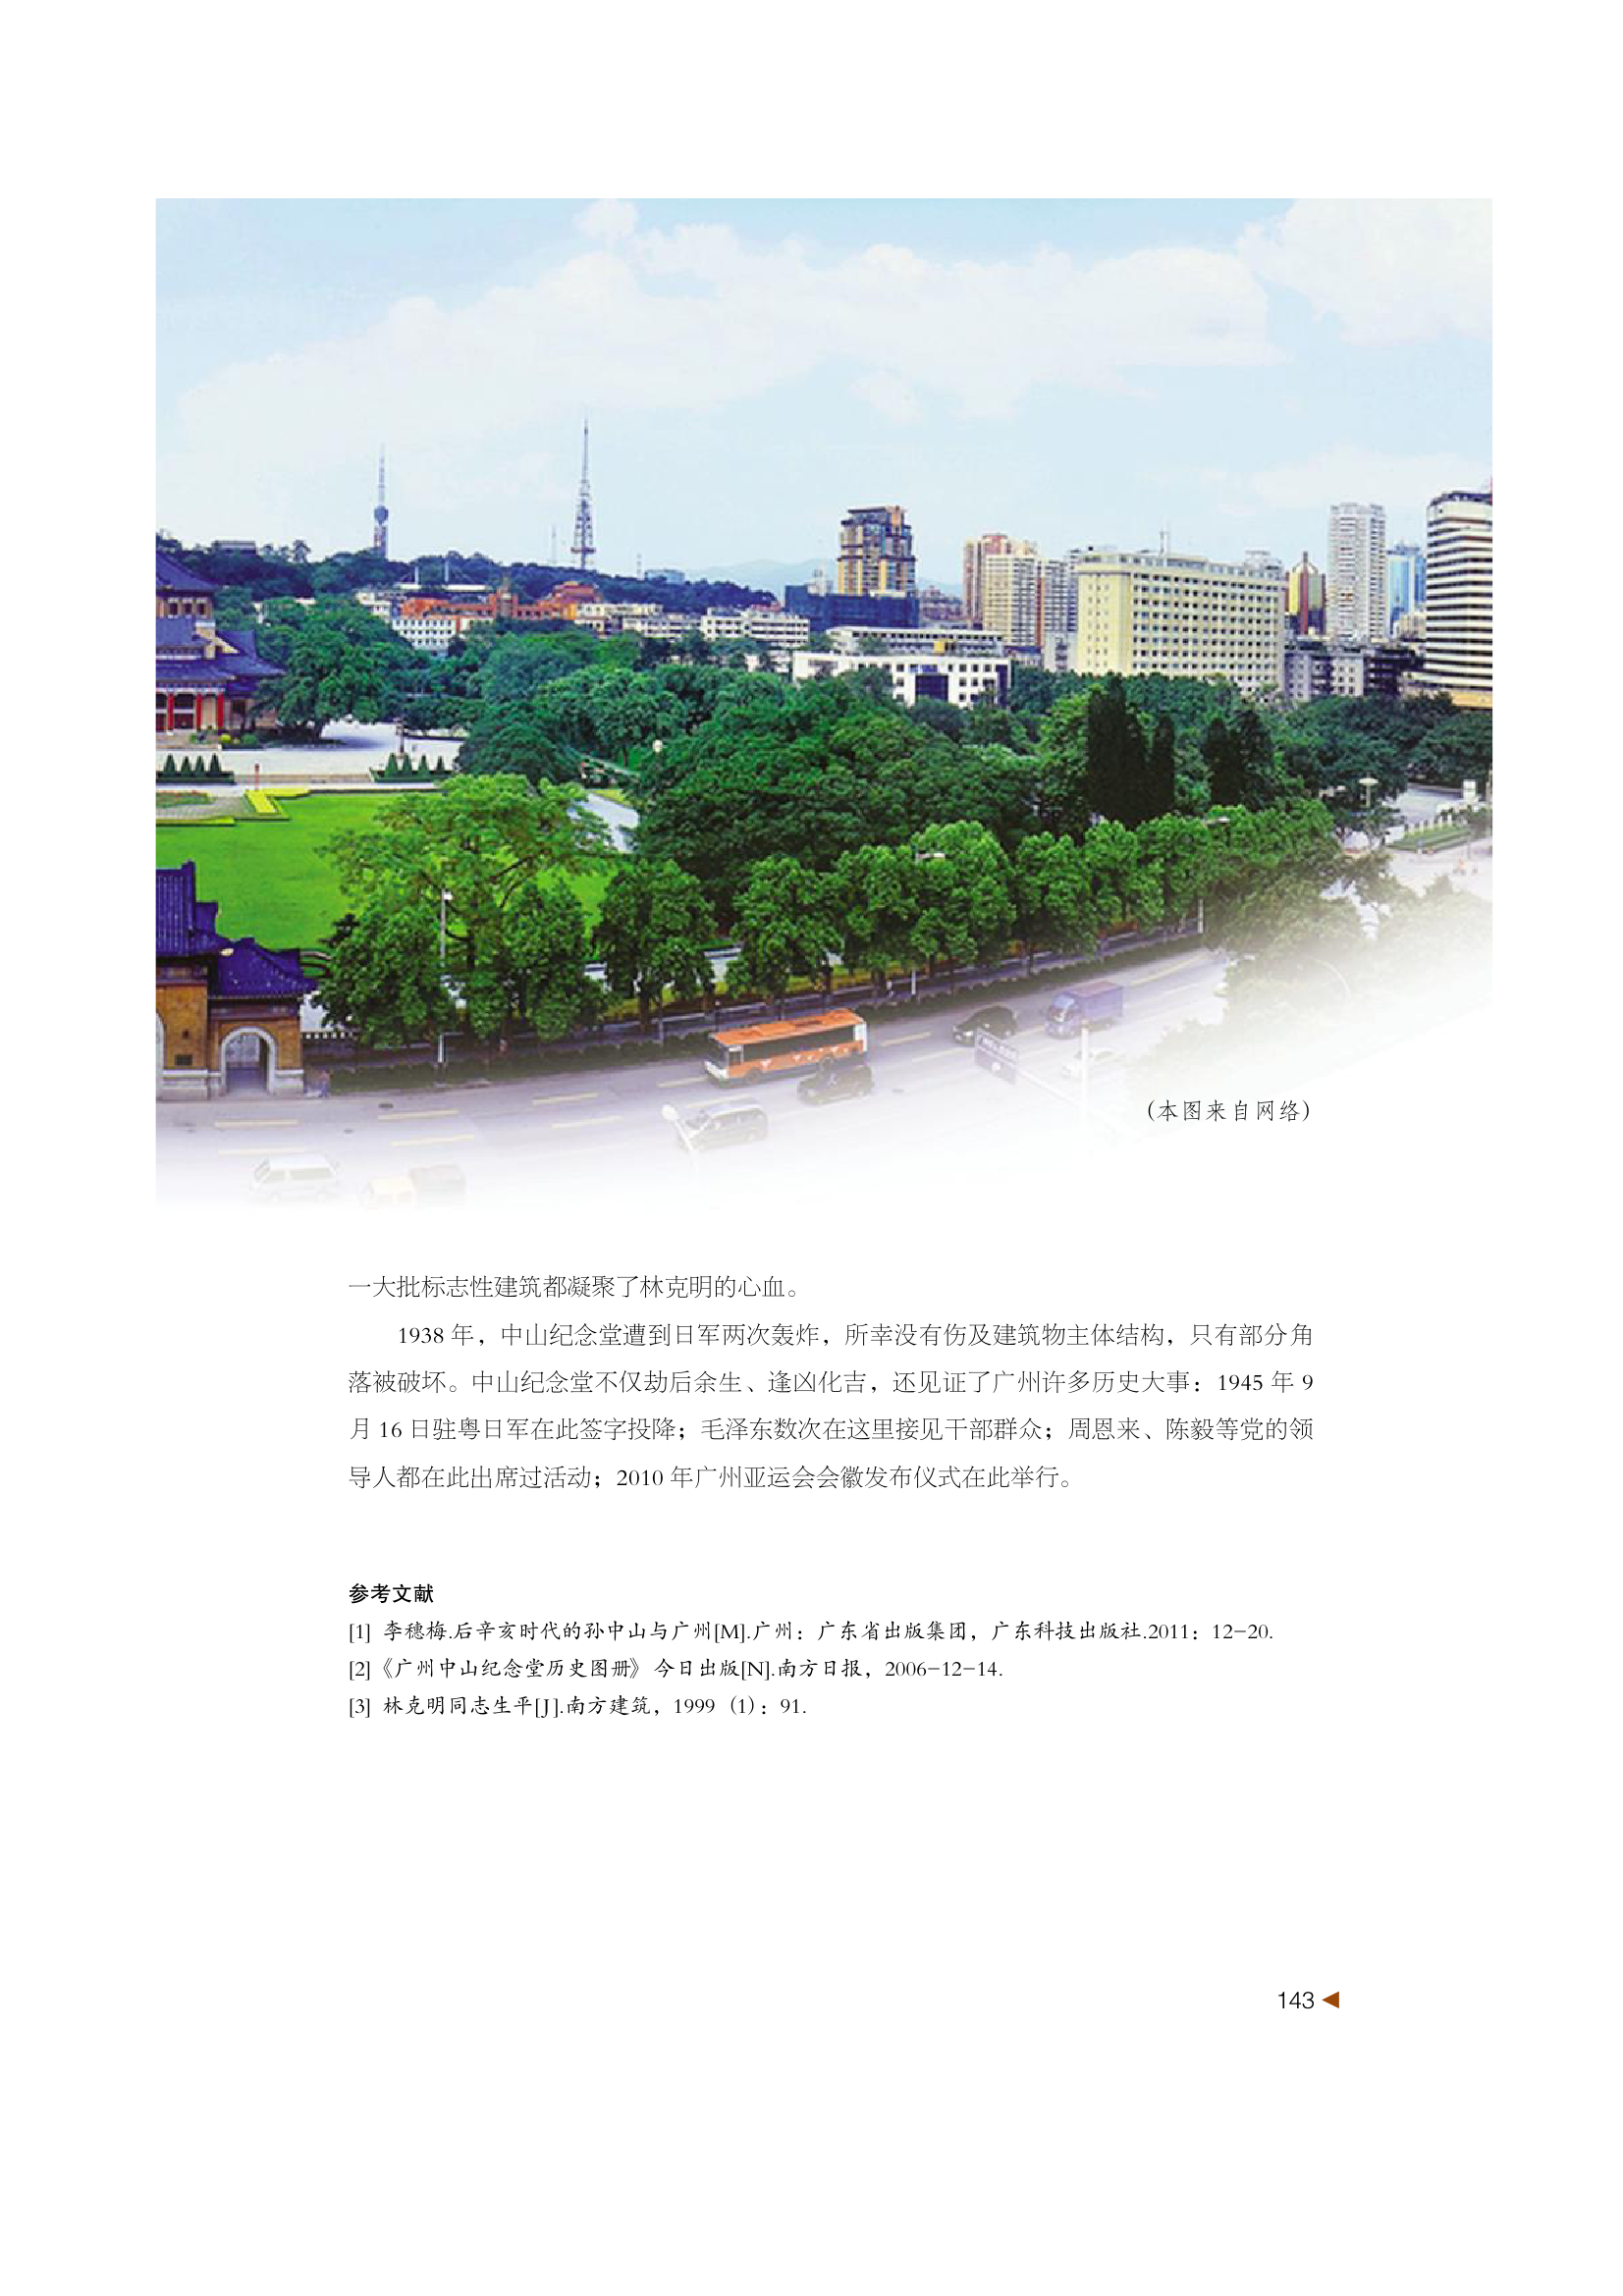 （本图来自网络）
一大批标志性建筑都凝聚了林克明的心血。
1938 年，中山纪念堂遭到日军两次轰炸，所幸没有伤及建筑物主体结构，只有部分角
落被破坏。中山纪念堂不仅劫后余生、逢凶化吉，还见证了广州许多历史大事：1945 年 9
月 16 日驻粤日军在此签字投降；毛泽东数次在这里接见干部群众；周恩来、陈毅等党的领
导人都在此出席过活动；2010 年广州亚运会会徽发布仪式在此举行。
参考文献
[1] 李穗梅.后辛亥时代的孙中山与广州[M].广州：广东省出版集团，广东科技出版社.2011：12-20.
[2]《广州中山纪念堂历史图册》今日出版[N].南方日报，2006-12-14.
[3] 林克明同志生平[J].南方建筑，1999（1）：91.
143